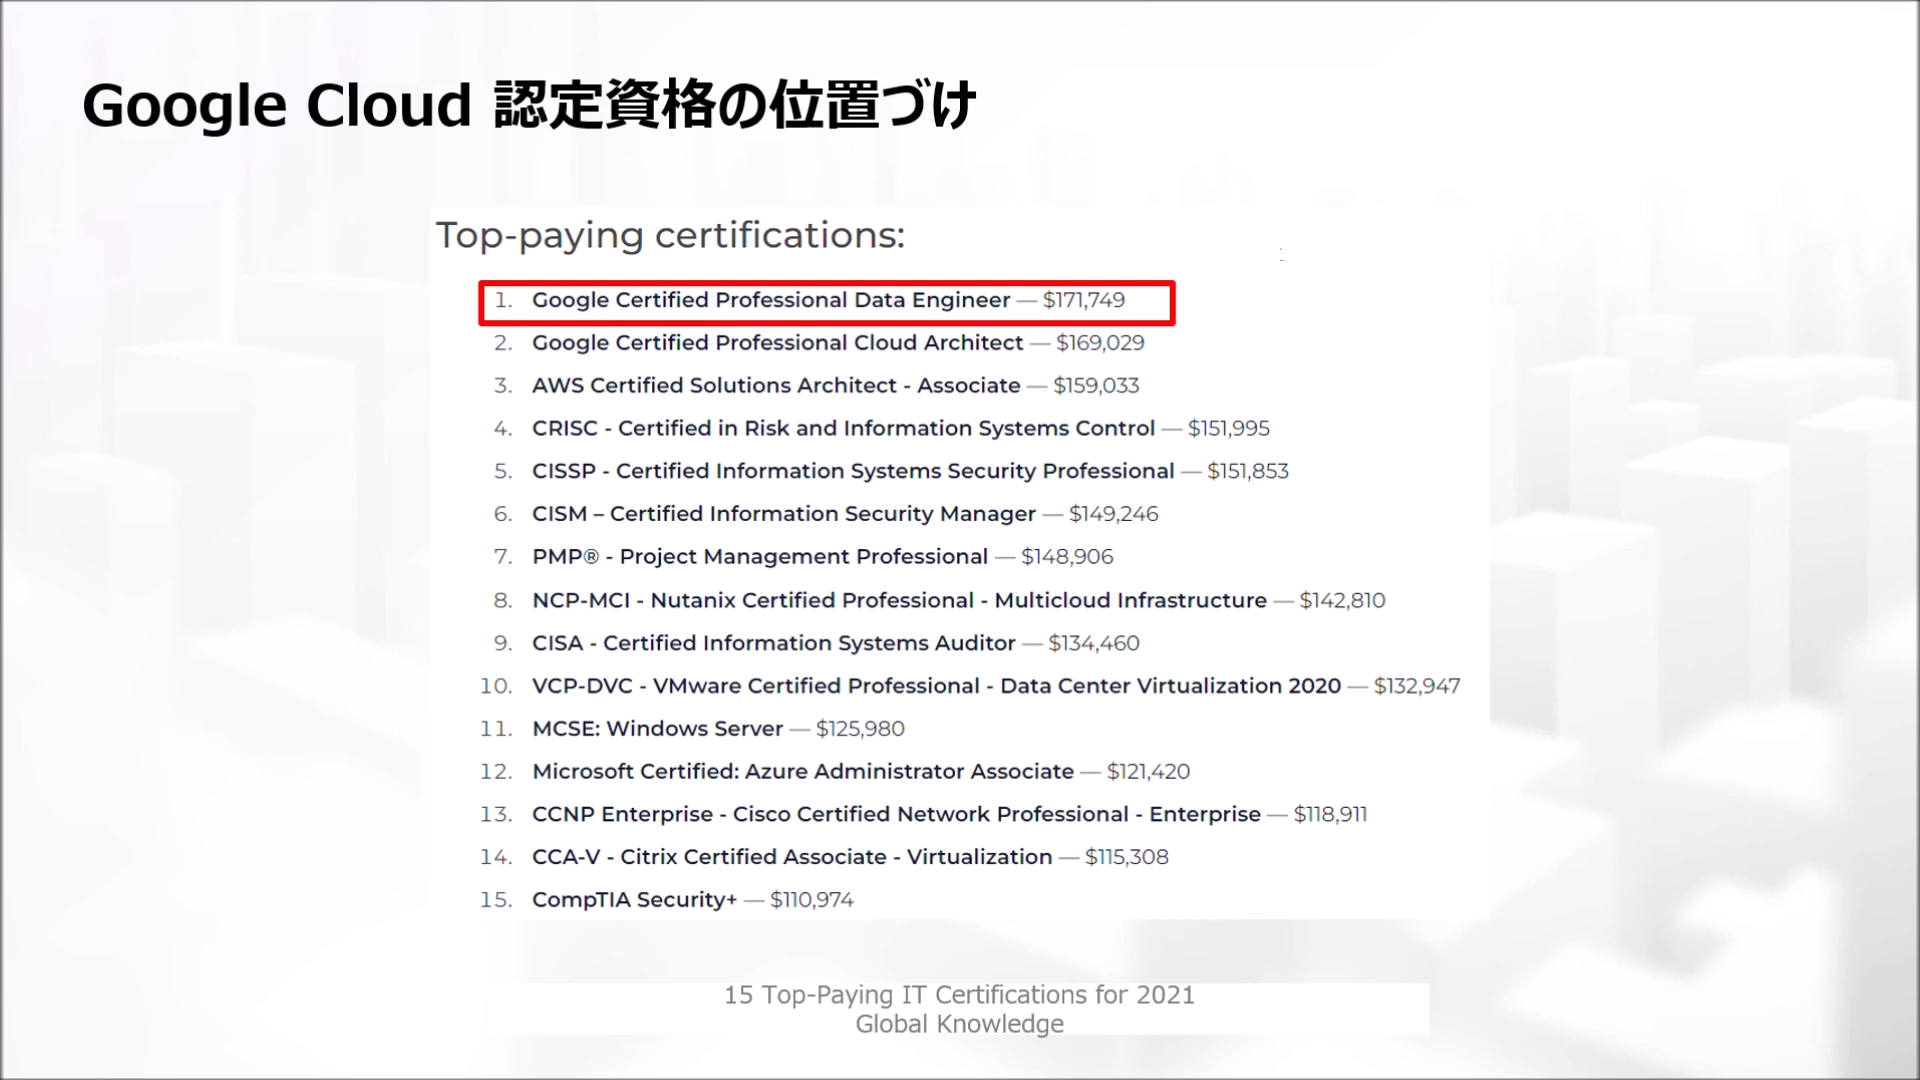 Google Cloud 認定資格の位置づけ
Top-paying certifications:
1. Google Certified Professional Data Engineer — $171,749
2. Google Certified Professional Cloud Architect — $169,029
3. AWS Certified Solutions Architect - Associate — $159,033
4. CRISC - Certified in Risk and Information Systems Control — $151,995
5. CISSP - Certified Information Systems Security Professional — $151,853
6. CISM – Certified Information Security Manager — $149,246
7. PMP® - Project Management Professional — $148,906
8. NCP-MCI - Nutanix Certified Professional - Multicloud Infrastructure — $142,810
9. CISA - Certified Information Systems Auditor — $134,460
10. VCP-DVC - VMware Certified Professional - Data Center Virtualization 2020 — $132,947
11. MCSE: Windows Server — $125,980
12. Microsoft Certified: Azure Administrator Associate — $121,420
13. CCNP Enterprise - Cisco Certified Network Professional - Enterprise — $118,911
14. CCA-V - Citrix Certified Associate - Virtualization — $115,308
15. CompTIA Security+ — $110,974
15 Top-Paying IT Certifications for 2021
Global Knowledge